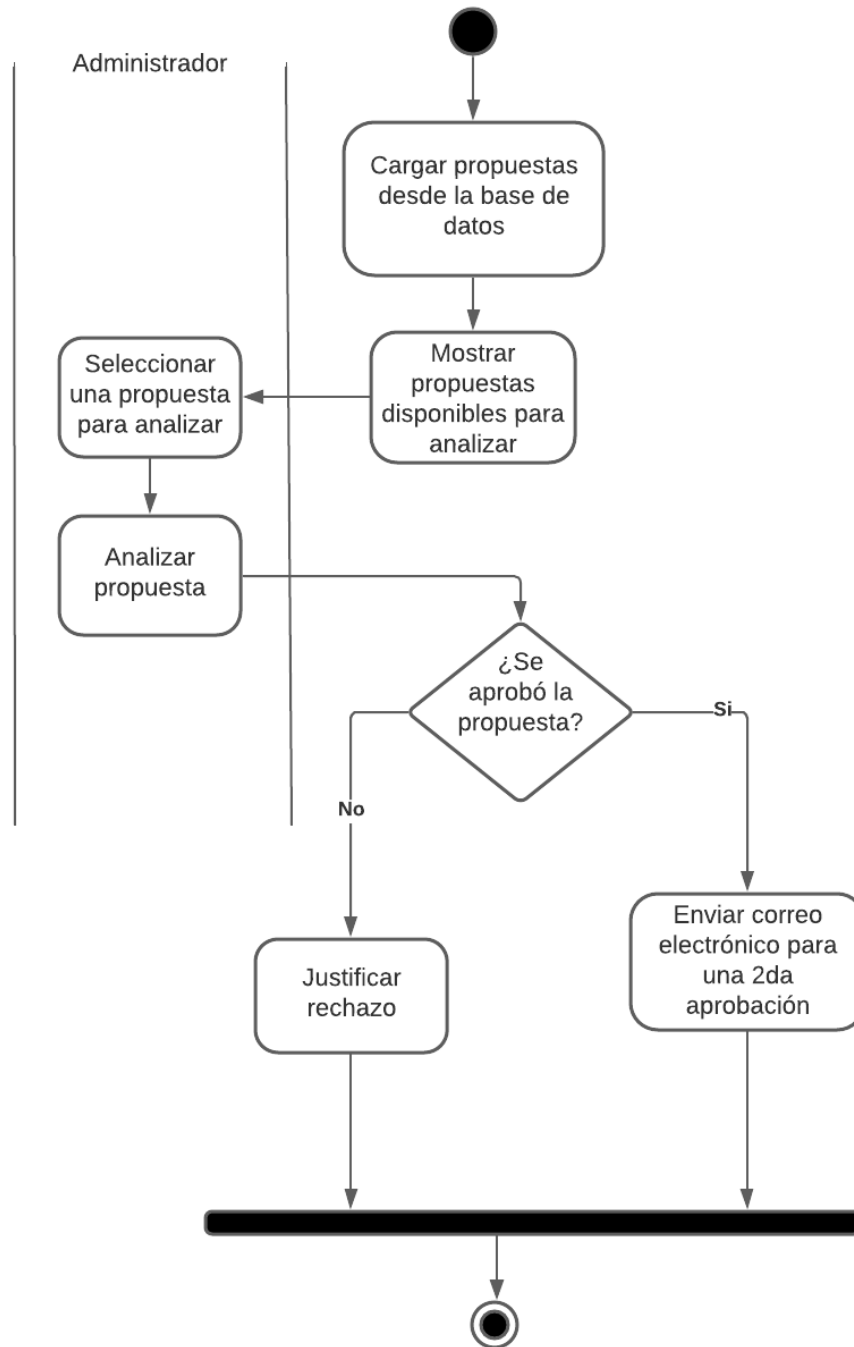 Administrador
Cargar propuestas
desde la base de
datos
Mostrar
propuestas
disponibles para
analizar
Seleccionar
una propuesta
para analizar
Analizar
propuesta
¿Se
aprobó la
propuesta?
Si
No
Enviar correo
electrónico para
una 2da
aprobación
Justificar
rechazo